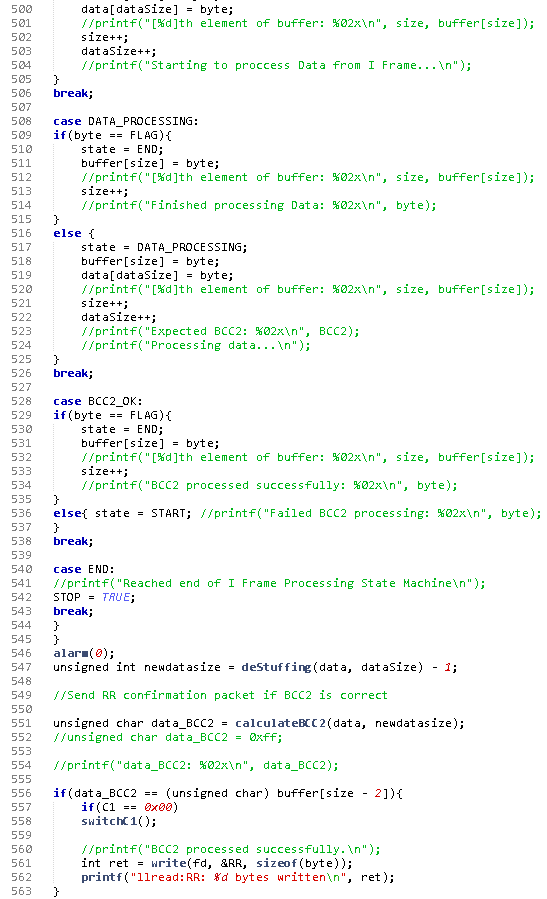 500 data[dataSize] = byte;
501 //printf("[%d]th element of buffer: %02x\n", size, buffer[size]);
502 size++;
503 dataSize++;
504 //printf("Starting to proccess Data from I Frame...\n");
505 }
506 break;
507
508 case DATA_PROCESSING:
509 if(byte == FLAG){
510 state = END;
511 buffer[size] = byte;
512 //printf("[%d]th element of buffer: %02x\n", size, buffer[size]);
513 size++;
514 //printf("Finished processing Data: %02x\n", byte);
515 }
516 else {
517 state = DATA_PROCESSING;
518 buffer[size] = byte;
519 data[dataSize] = byte;
520 //printf("[%d]th element of buffer: %02x\n", size, buffer[size]);
521 size++;
522 dataSize++;
523 //printf("Expected BCC2: %02x\n", BCC2);
524 //printf("Processing data...\n");
525 }
526 break;
527
528 case BCC2_OK:
529 if(byte == FLAG){
530 state = END;
531 buffer[size] = byte;
532 //printf("[%d]th element of buffer: %02x\n", size, buffer[size]);
533 size++;
534 //printf("BCC2 processed successfully: %02x\n", byte);
535 }
536 else{ state = START; //printf("Failed BCC2 processing: %02x\n", byte);
537 }
538 break;
539
540 case END:
541 //printf("Reached end of I Frame Processing State Machine\n");
542 STOP = TRUE;
543 break;
544 }
545 }
546 alarm(0);
547 unsigned int newdatasize = deStuffing(data, dataSize) - 1;
548
549 //Send RR confirmation packet if BCC2 is correct
550
551 unsigned char data_BCC2 = calculateBCC2(data, newdatasize);
552 //unsigned char data_BCC2 = 0xff;
553
554 //printf("data_BCC2: %02x\n", data_BCC2);
555
556 if(data_BCC2 == (unsigned char) buffer[size - 2]){
557 if(C1 == 0x00)
558 switchC1();
559
560 //printf("BCC2 processed successfully.\n");
561 int ret = write(fd, &RR, sizeof(byte));
562 printf("llread:RR: %d bytes written\n", ret);
563 }